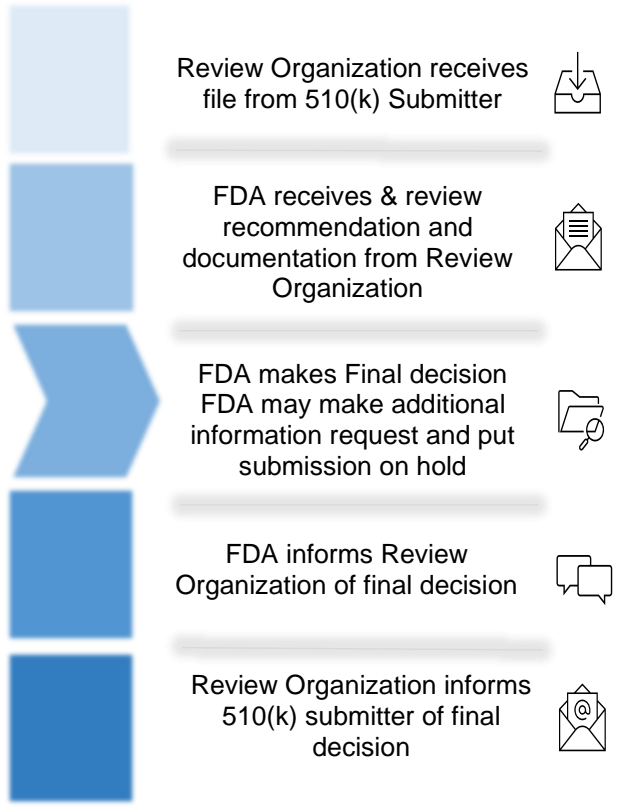 Review Organization receives
file from 510(k) Submitter
FDA receives & review
recommendation and
documentation from Review
Organization
FDA makes Final decision
FDA may make additional
information request and put
submission on hold
FDA informs Review
Organization of final decision
Review Organization informs
510(k) submitter of final
decision
@